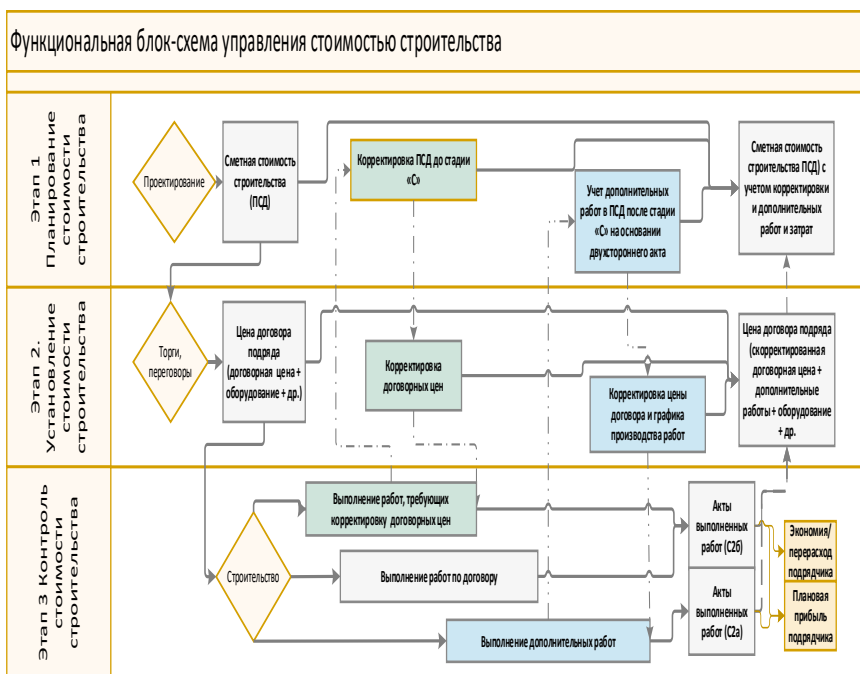 Функциональная блок-схема управления стоимостью строительства
Этап 1
Планирование
стоимости
строительства
Проектирование
Сметная стоимость
строительства
(ПСД)
Корректировка ПСД до стадии
«С»
Учет дополнительных
работ в ПСД после стадии
«С» на основании
двухстороннего акта
Сметная стоимость
строительства ПСД) с
учетом корректировки
и дополнительных
работ и затрат
Этап 2.
Установление
стоимости
строительства
Торги,
переговоры
Цена договора
подряда
(договорная цена +
оборудование + др.)
Корректировка
договорных цен
Корректировка цены
договора и графика
производства работ
Цена договора подряда
(скорректированная
договорная цена +
дополнительные
работы + оборудование
+ др.
Этап 3 Контроль
стоимости
строительства
Строительство
Выполнение работ, требующих
корректировку договорных цен
Выполнение работ по договору
Выполнение дополнительных работ
Акты
выполненных
работ (С2б)
Акты
выполненных
работ (С2а)
Экономия/
перерасход
подрядчика
Плановая
прибыль
подрядчика